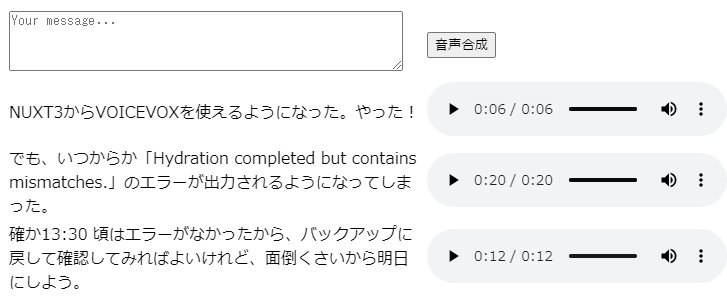 Your message...
音声合成
NUXT3からVOICEVOXを使えるようになった。やった！
0:06 / 0:06
でも、いつからか「Hydration completed but contains
mismatches.」のエラーが出力されるようになってしま
った。
0:20 / 0:20
確か13:30 頃はエラーがなかったから、バックアップに
戻して確認してみればよいけれど、面倒くさいから明日
にしよう。
0:12 / 0:12